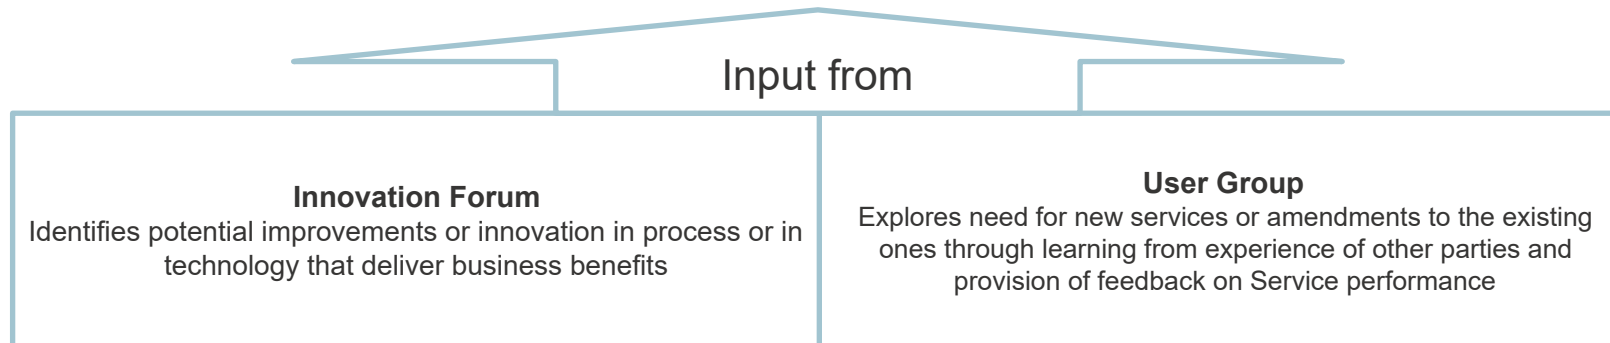 Input from
Innovation Forum
Identifies potential improvements or innovation in process or in
technology that deliver business benefits
User Group
Explores need for new services or amendments to the existing
ones through learning from experience of other parties and
provision of feedback on Service performance